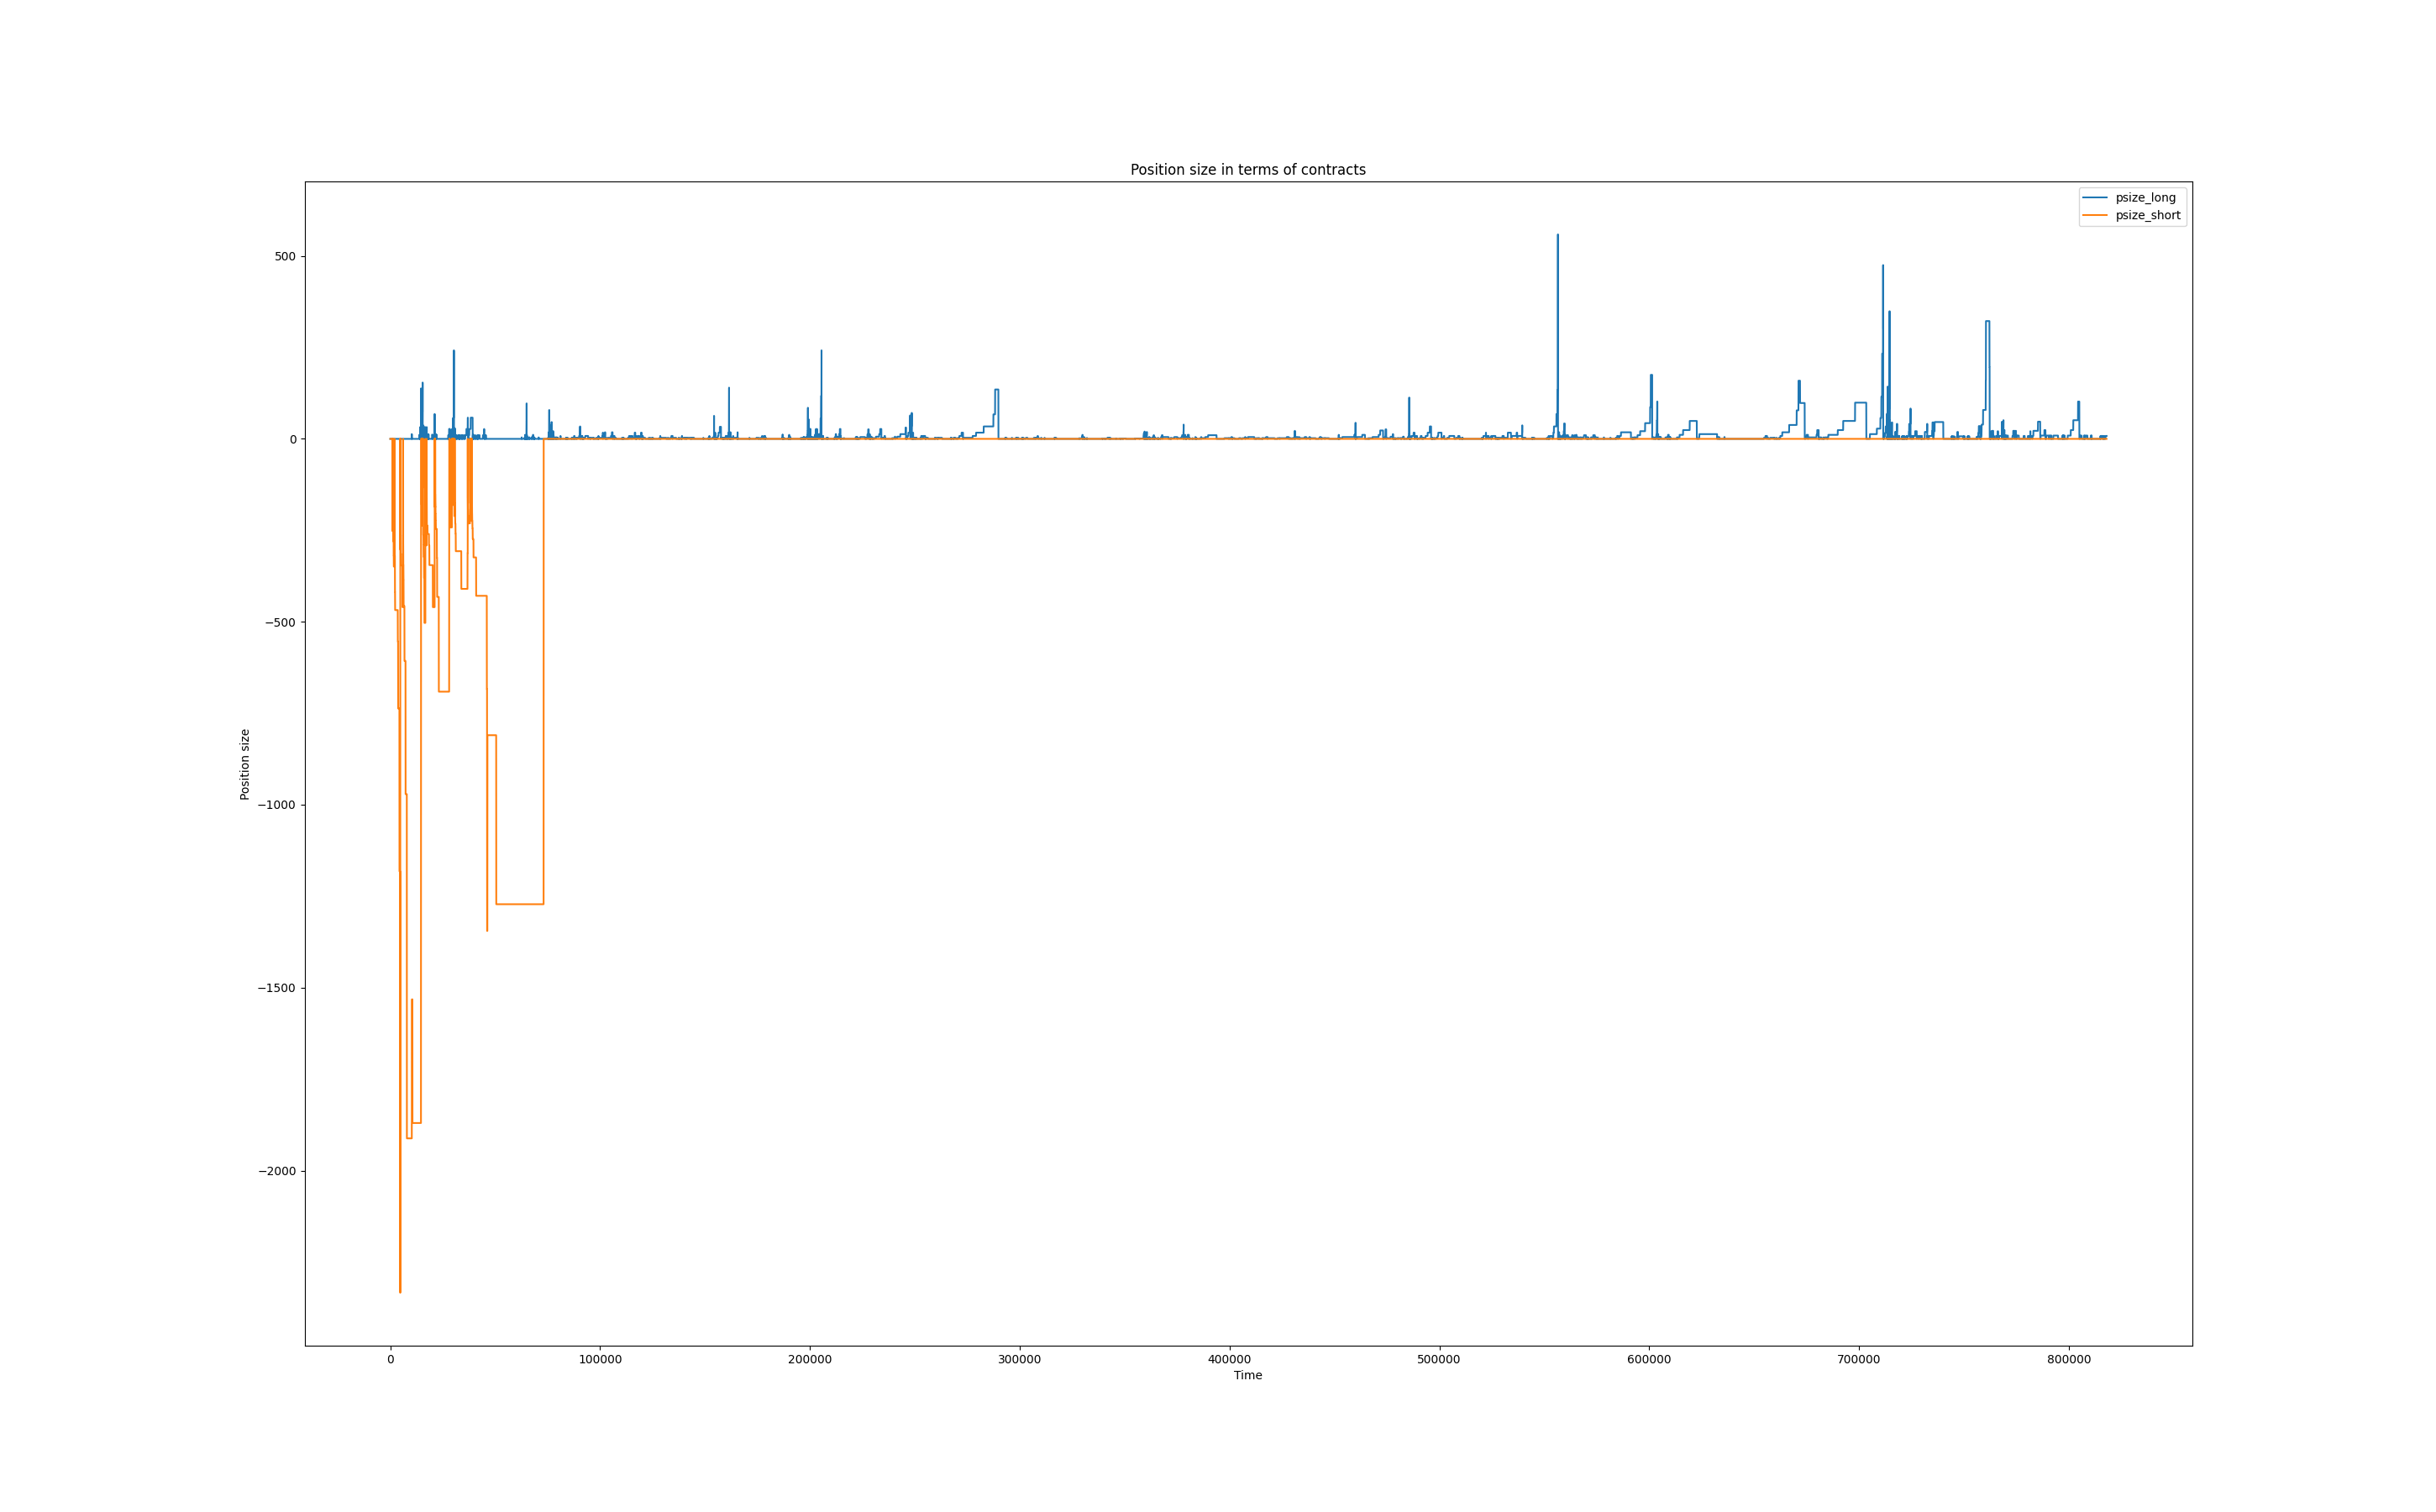 Position size in terms of contracts
psize_long
psize_short
500
0
−500
−1000
−1500
−2000
Position size
0 100000 200000 300000 400000 500000 600000 700000 800000
Time